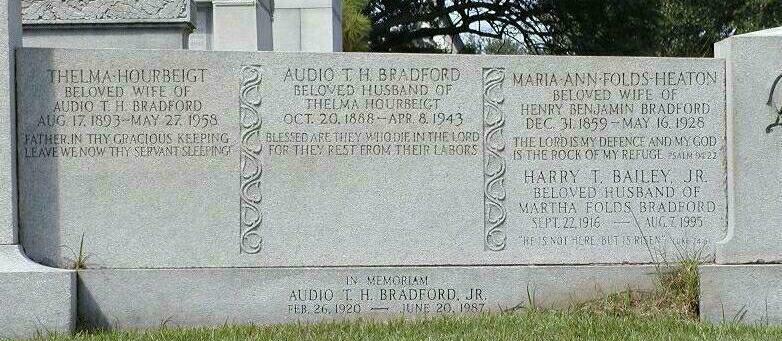 THELMA HOURBEIGT
BELOVED WIFE OF
AUDIO T. H. BRADFORD
AUG. 17. 1893 — MAY 27. 1958
FATHER, IN THY GRACIOUS KEEPING
LEAVE WE NOW THY SERVANT SLEEPING
AUDIO T. H. BRADFORD
BELOVED HUSBAND OF
THELMA HOURBEIGT
OCT. 20, 1888 — APR. 8, 1943
BLESSED ARE THEY WHO DIE IN THE LORD
FOR THEY REST FROM THEIR LABORS
MARIA-ANN-FOLDS-HEATON
BELOVED WIFE OF
HENRY BENJAMIN BRADFORD
DEC. 31. 1859 — MAY 16. 1928
THE LORD IS MY DEFENCE AND MY GOD
IS THE ROCK OF MY REFUGE. PSALM 94:22
HARRY T. BAILEY, JR.
BELOVED HUSBAND OF
MARTHA FOLDS BRADFORD
SEPT. 22, 1916 — AUG. 7, 1995
"HE IS NOT HERE, BUT IS RISEN" LUKE 24:6
IN MEMORIAM
AUDIO T. H. BRADFORD, JR.
FEB. 26, 1920 — JUNE 20, 1987